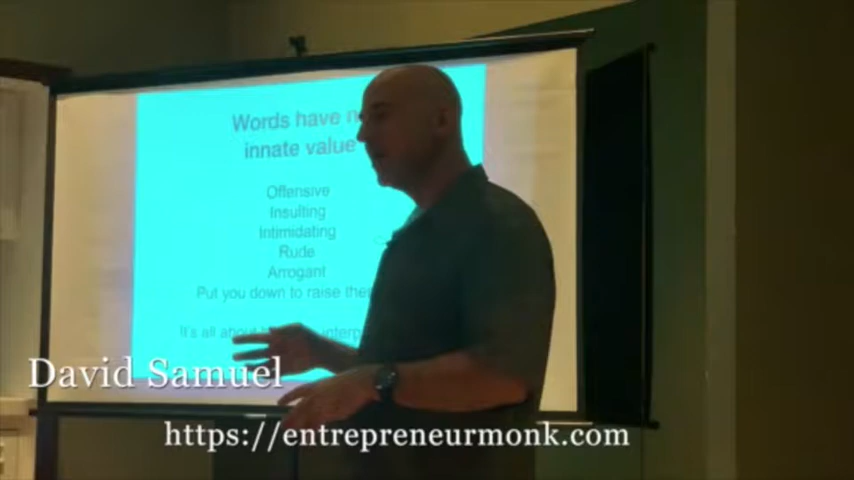 Words have
innate value
Offensive
Insulting
Intimidating
Rude
Arrogant
Put you down to raise
It's all about
David Samuel
https://entrepreneurmonk.com